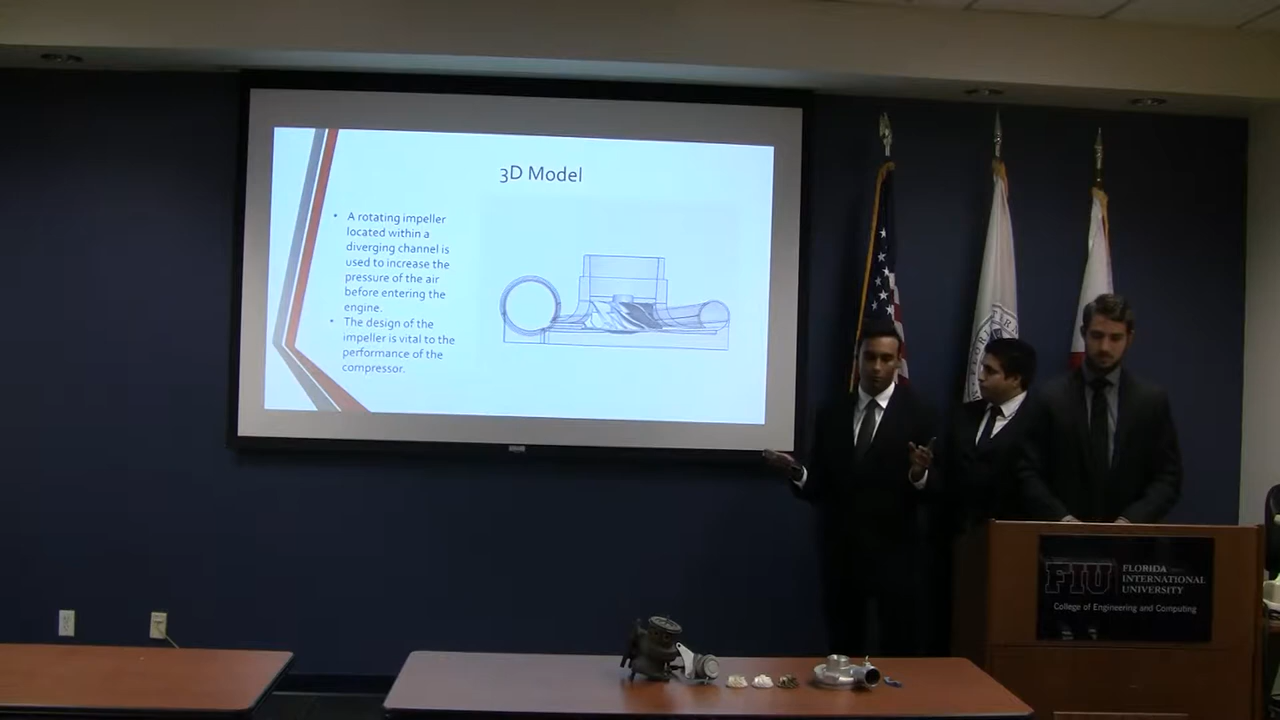 3D Model
• A rotating impeller
located within a
diverging channel is
used to increase the
pressure of the air
before entering the
engine.
• The design of the
impeller is vital to the
performance of the
compressor.
FIU
FLORIDA
INTERNATIONAL
UNIVERSITY
College of Engineering and Computing